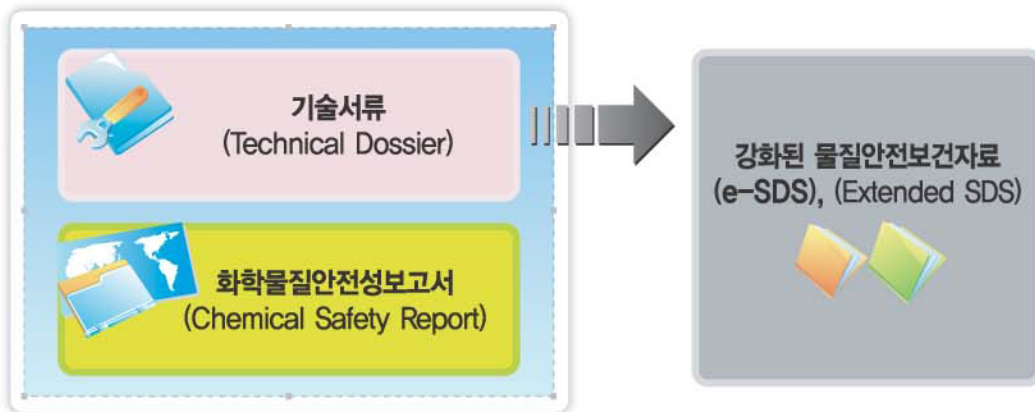 기술서류
(Technical Dossier)
화학물질안전성보고서
(Chemical Safety Report)
강화된 물질안전보건자료
(e-SDS), (Extended SDS)